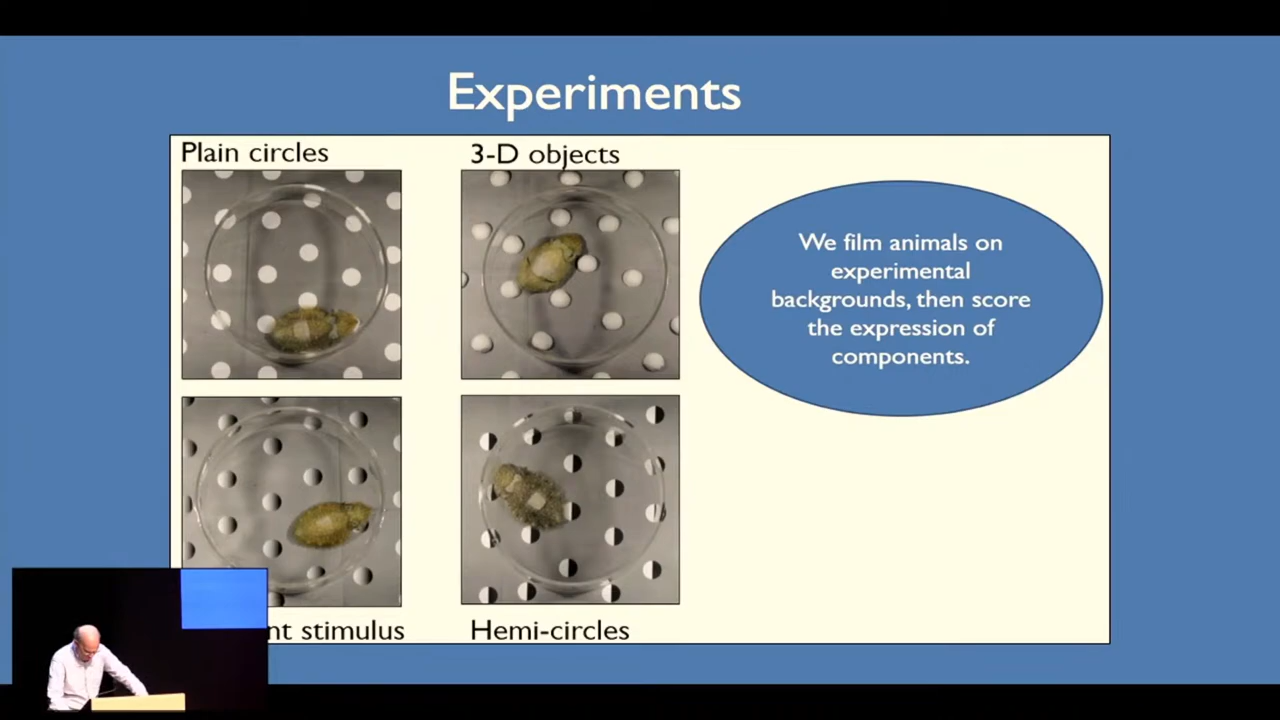 Experiments
Plain circles
3-D objects
We film animals on
experimental
backgrounds, then score
the expression of
components.
stimulus
Hemi-circles